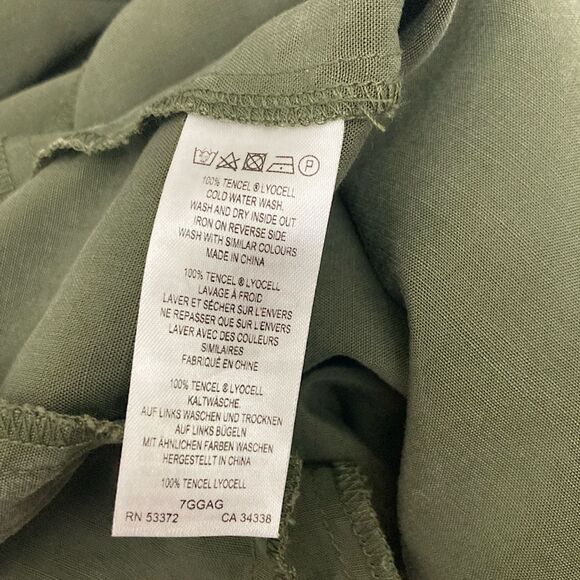 P
100% TENCEL ® LYOCELL
COLD WATER WASH.
WASH AND DRY INSIDE OUT
IRON ON REVERSE SIDE
WASH WITH SIMILAR COLOURS
MADE IN CHINA
100% TENCEL ® LYOCELL
LAVAGE À FROID
LAVER ET SÉCHER SUR L'ENVERS
NE REPASSER QUE SUR L'ENVERS
LAVER AVEC DES COULEURS
SIMILAIRES
FABRIQUÉ EN CHINE
100% TENCEL ® LYOCELL
KALTWÄSCHE
AUF LINKS WASCHEN UND TROCKNEN
AUF LINKS BÜGELN
MIT ÄHNLICHEN FARBEN WASCHEN
HERGESTELLT IN CHINA
100% TENCEL LYOCELL
7GGAG
RN 53372 CA 34338